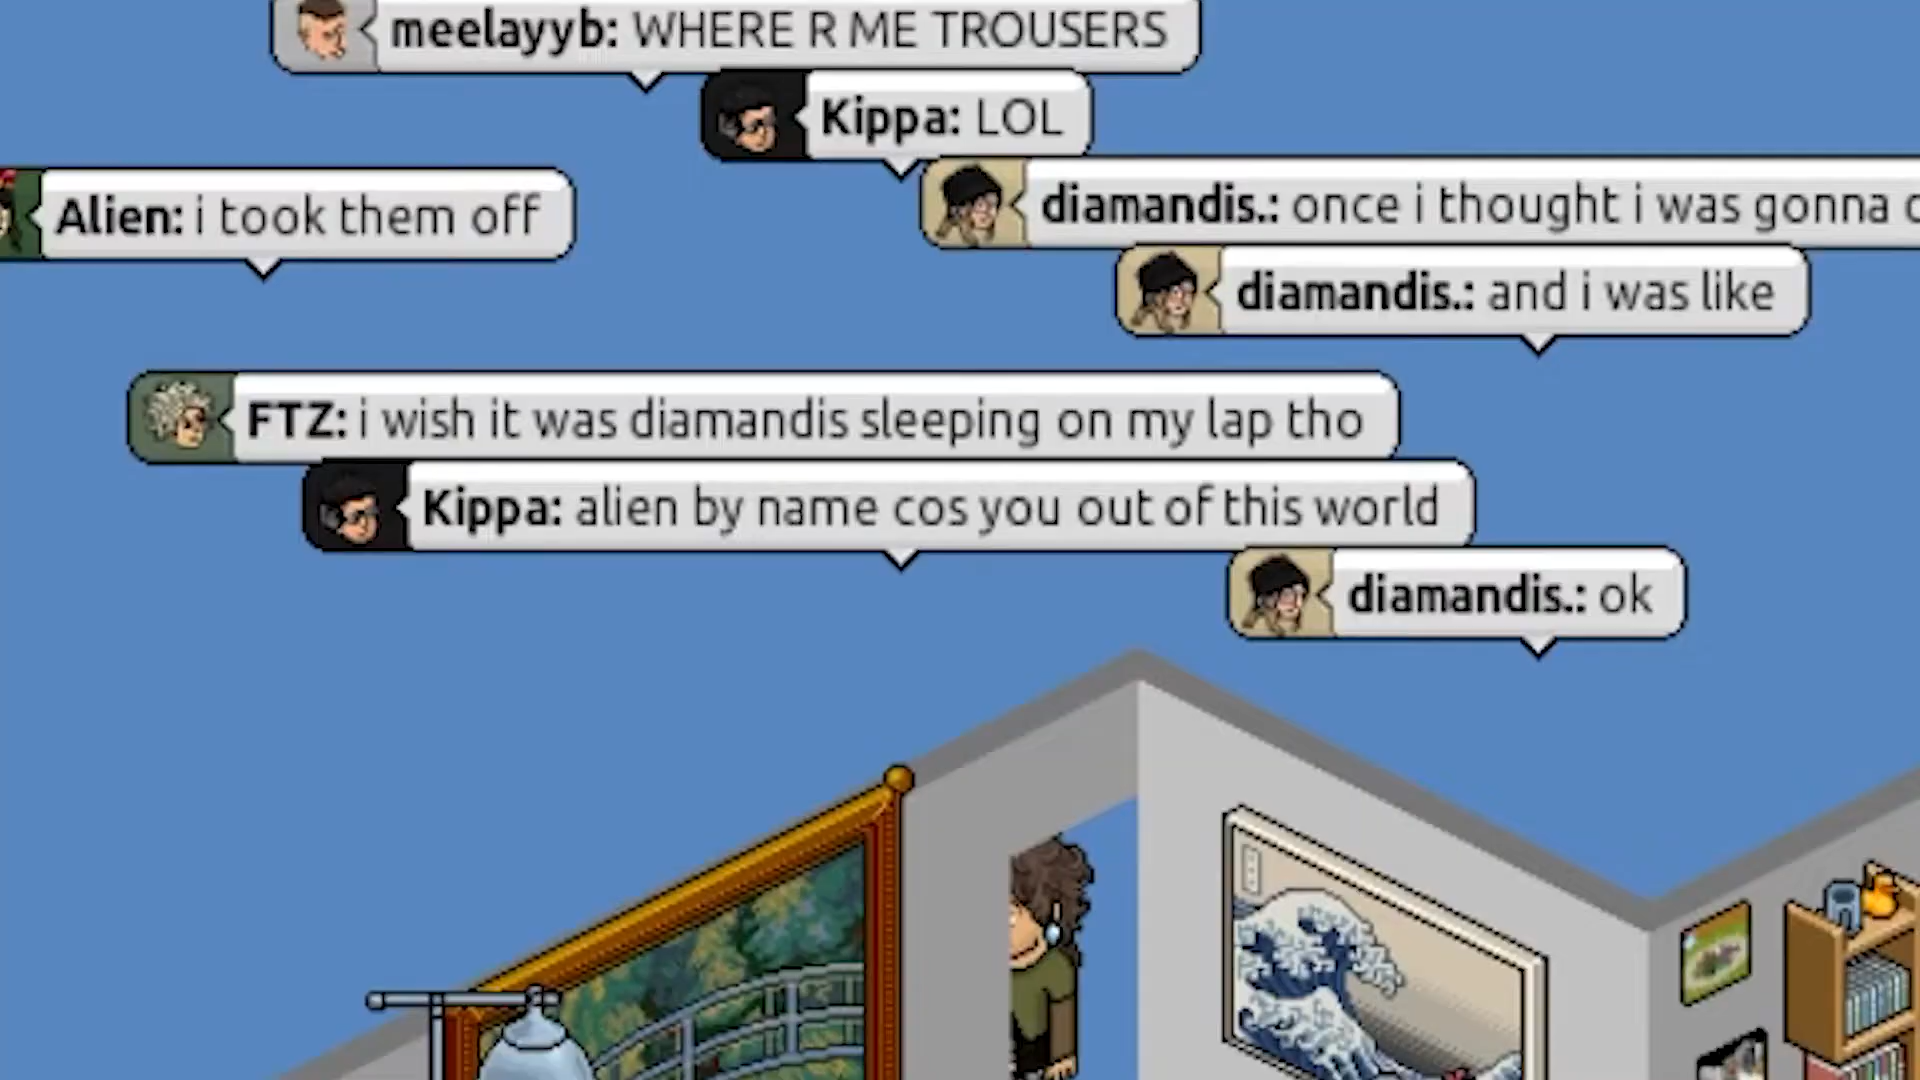 meelayyb: WHERE R ME TROUSERS
Kippa: LOL
Alien: i took them off
diamandis.: once i thought i was gonna
diamandis.: and i was like
FTZ: i wish it was diamandis sleeping on my lap tho
Kippa: alien by name cos you out of this world
diamandis.: ok